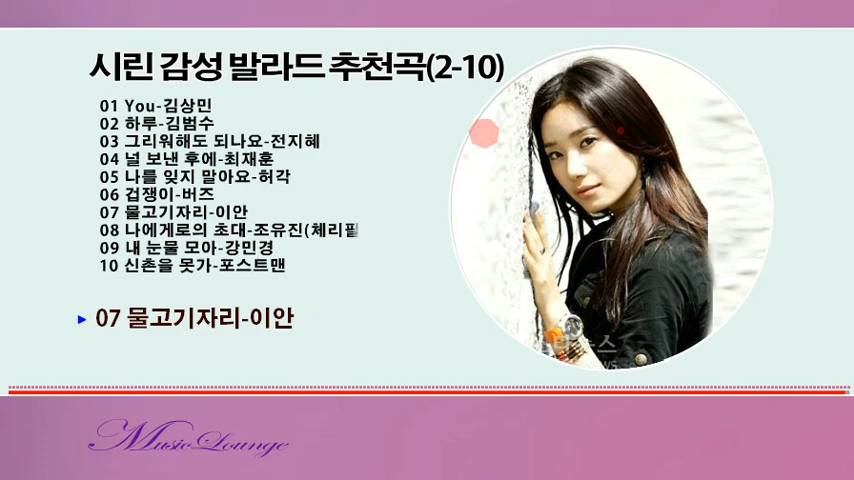 시린 감성 발라드 추천곡(2-10)
01 You-김상민
02 하루-김범수
03 그리워해도 되나요-전지혜
04 널 보낸 후에-최재훈
05 나를 잊지 말아요-허각
06 겁쟁이-버즈
07 물고기자리-이안
08 나에게로의 초대-조유진(체리필
09 내 눈물 모아-강민경
10 신촌을 못가-포스트맨
07 물고기자리-이안
MusicLounge